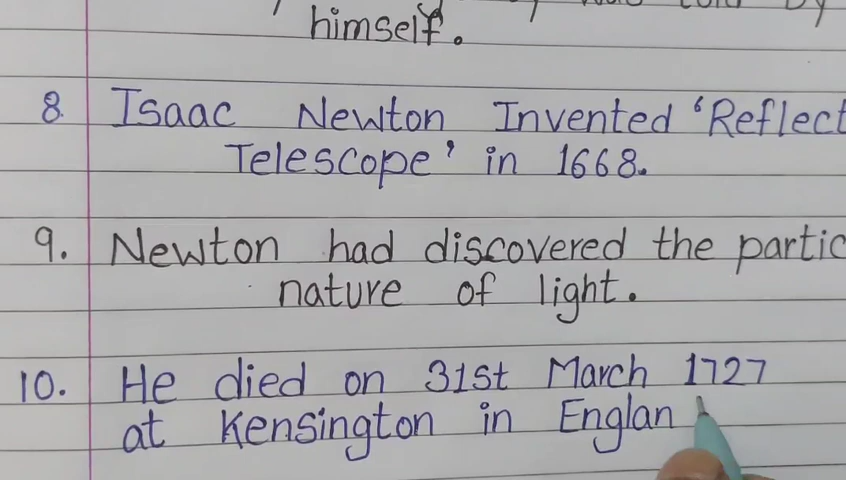 by
himself.
8. Isaac Newton Invented 'Reflect
Telescope' in 1668.
9. Newton had discovered the partic
nature of light.
10. He died on 31st March 1727
at Kensington in Englan